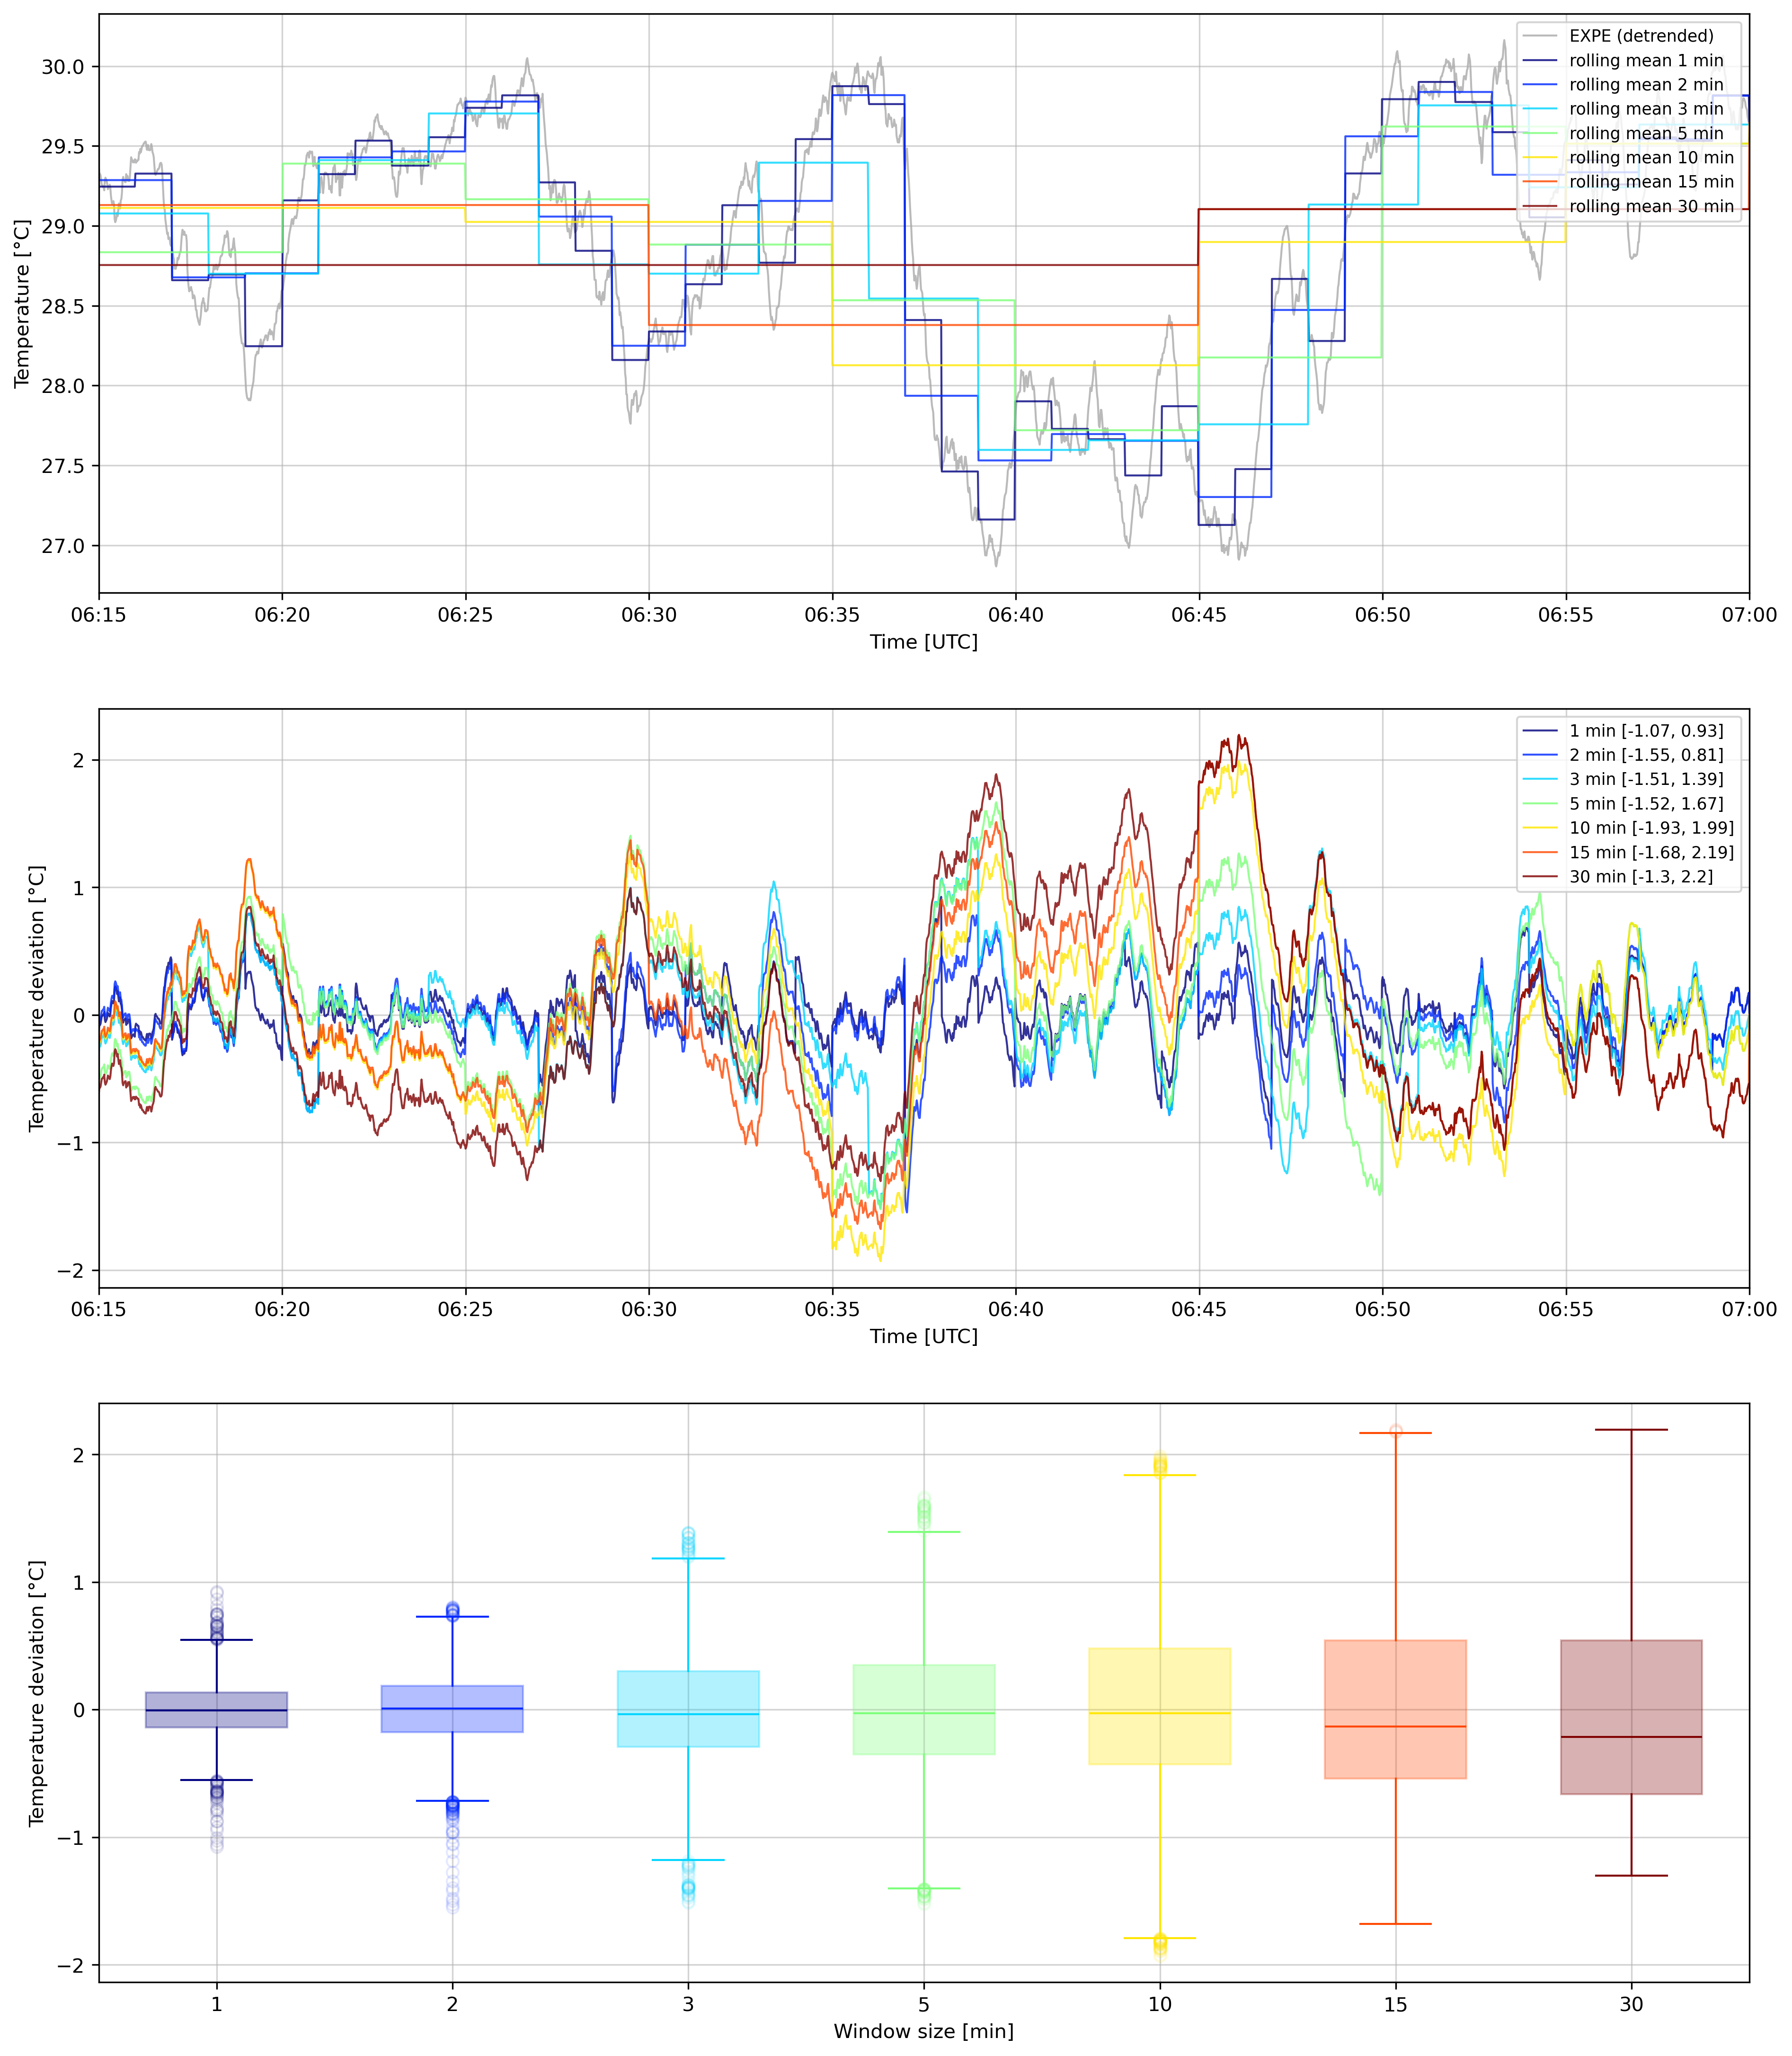 30.0
29.5
29.0
28.5
28.0
27.5
27.0
Temperature [°C]
EXPE (detrended)
rolling mean 1 min
rolling mean 2 min
rolling mean 3 min
rolling mean 5 min
rolling mean 10 min
rolling mean 15 min
rolling mean 30 min
06:15 06:20 06:25 06:30 06:35 06:40 06:45 06:50 06:55 07:00
Time [UTC]
2
1
0
−1
−2
Temperature deviation [°C]
1 min [-1.07, 0.93]
2 min [-1.55, 0.81]
3 min [-1.51, 1.39]
5 min [-1.52, 1.67]
10 min [-1.93, 1.99]
15 min [-1.68, 2.19]
30 min [-1.3, 2.2]
06:15 06:20 06:25 06:30 06:35 06:40 06:45 06:50 06:55 07:00
Time [UTC]
2
1
0
−1
−2
Temperature deviation [°C]
1 2 3 5 10 15 30
Window size [min]